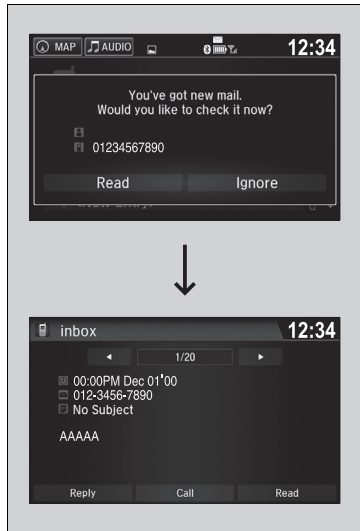 MAP AUDIO 12:34
You've got new mail.
Would you like to check it now?
01234567890
Read Ignore
inbox 12:34
1/20
00:00PM Dec 01'00
012-3456-7890
No Subject
AAAAA
Reply Call Read